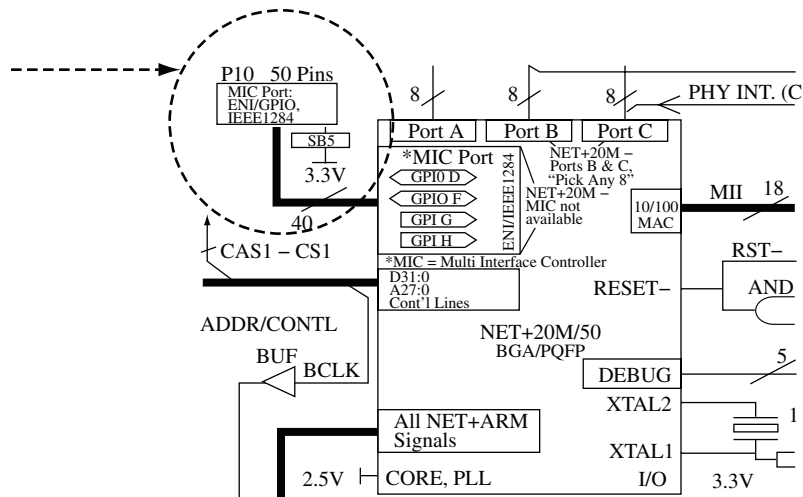 P10 50 Pins
MIC Port:
ENI/GPIO,
IEEE1284
SB5
3.3V
40
8
8
8
PHY INT. (C
Port A
Port B
Port C
*MIC Port
GPI0 D
GPIO F
GPI G
GPI H
ENI/IEEE1284
NET+20M –
Ports B & C,
“Pick Any 8”
NET+20M –
MIC not
available
10/100
MAC
MII
18
CAS1 – CS1
*MIC = Multi Interface Controller
D31:0
A27:0
Cont'l Lines
RST–
RESET–
AND
ADDR/CONTL
NET+20M/50
BGA/PQFP
BUF
BCLK
DEBUG
5
XTAL2
1
All NET+ARM
Signals
XTAL1
2.5V
CORE, PLL
I/O
3.3V